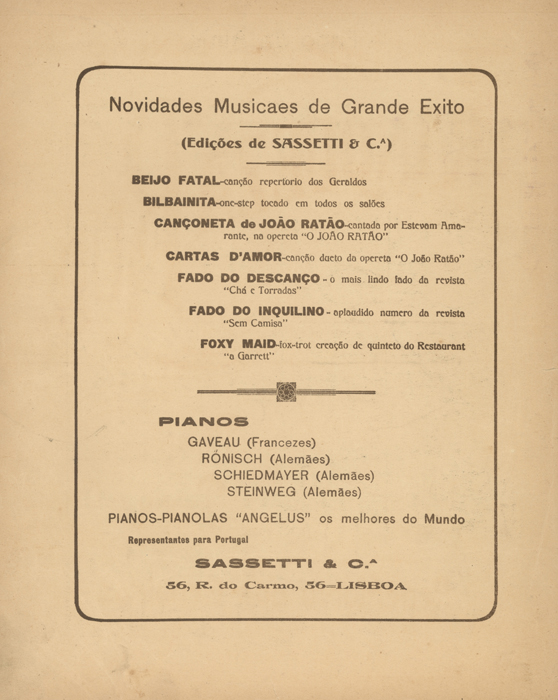 Novidades Musicaes de Grande Exito
(Edições de SASSETTI & C.ᴬ)
BEIJO FATAL-canção repertorio dos Geraldos
BILBAINITA-one-step tocado em todos os salões
CANÇONETA de JOÃO RATÃO-cantada por Estevam Ama-
rante, na opereta "O JOÃO RATÃO"
CARTAS D'AMOR-canção dueto da opereta "O João Ratão"
FADO DO DESCANÇO - o mais lindo fado da revista
"Chá e Torradas"
FADO DO INQUILINO - aplaudido numero da revista
"Sem Camisa"
FOXY MAID-fox-trot creação de quinteto do Restaurant
"a Garrett"
PIANOS
GAVEAU (Francezes)
RÖNISCH (Alemães)
SCHIEDMAYER (Alemães)
STEINWEG (Alemães)
PIANOS-PIANOLAS "ANGELUS" os melhores do Mundo
Representantes para Portugal
SASSETTI & C.ᴬ
56, R. do Carmo, 56=LISBOA